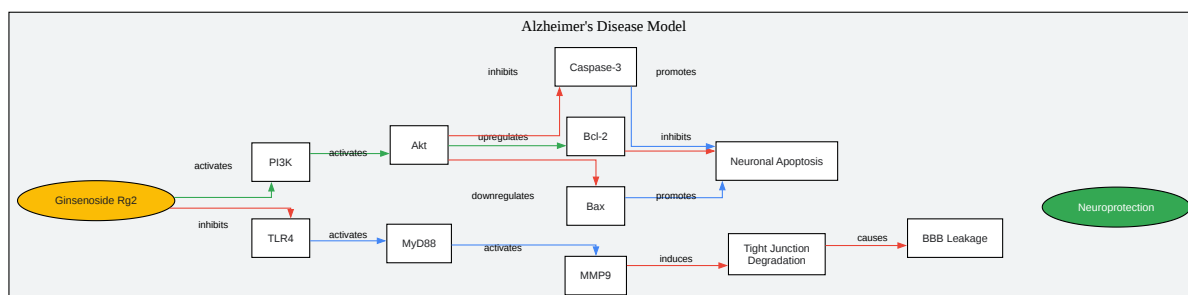 Alzheimer's Disease Model
inhibits
Caspase-3
promotes
Akt
upregulates
Bcl-2
inhibits
PI3K
activates
activates
Neuronal Apoptosis
Ginsenoside Rg2
downregulates
Bax
promotes
Neuroprotection
inhibits
TLR4
activates
MyD88
activates
MMP9
induces
Tight Junction
Degradation
causes
BBB Leakage